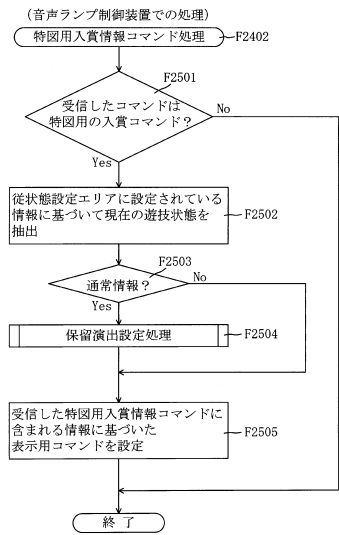 （音声ランプ制御装置での処理）
特図用入賞情報コマンド処理
F2402
F2501
受信したコマンドは
特図用の入賞コマンド？
No
Yes
従状態設定エリアに設定されている
情報に基づいて現在の遊技状態を
抽出
F2502
F2503
通常情報？
No
Yes
保留演出設定処理
F2504
受信した特図用入賞情報コマンドに
含まれる情報に基づいた
表示用コマンドを設定
F2505
終了